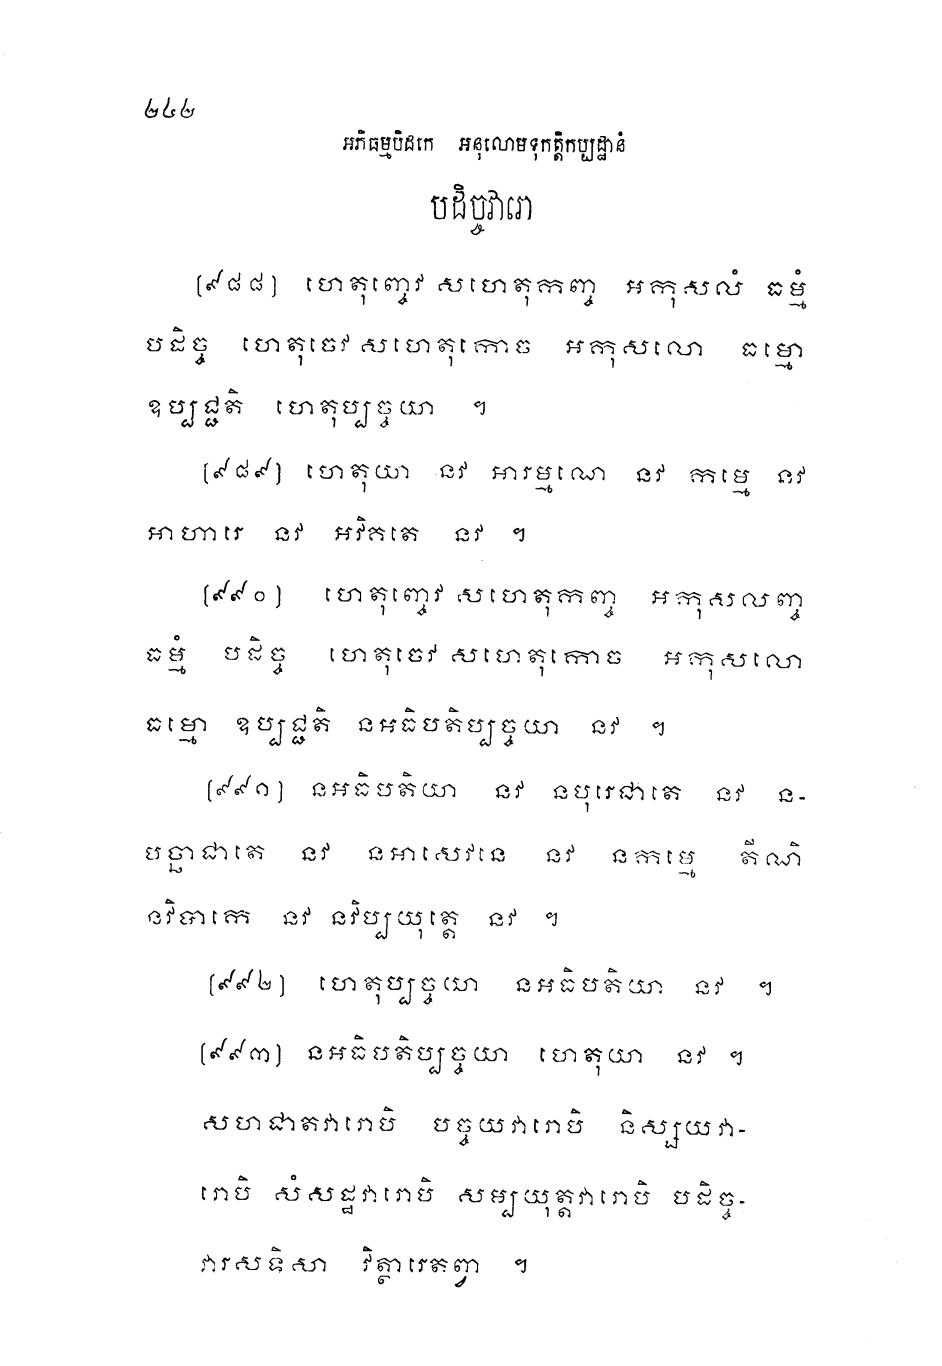 ២៤២
អភិធម្មបិដកេ អនុលោមទុកត្តិកប្បដ្ឋានំ
បដិច្ចវារោ
(៩៨៨) ហេតុញ្ចេវ សហេតុកញ្ច អកុសលំ ធម្មំ
បដិច្ច ហេតុចេវ សហេតុកោច អកុសលោ ធម្មោ
ឧប្បជ្ជតិ ហេតុប្បច្ចយា ។
(៩៨៩) ហេតុយា នវ អារម្មណេ នវ កម្មេ នវ
អាហារេ នវ អវិគតេ នវ ។
(៩៩០) ហេតុញ្ចេវ សហេតុកញ្ច អកុសលញ្ច
ធម្មំ បដិច្ច ហេតុចេវ សហេតុកោច អកុសលោ
ធម្មោ ឧប្បជ្ជតិ នអធិបតិប្បច្ចយា នវ ។
(៩៩១) នអធិបតិយា នវ នបុរេជាតេ នវ ន-
បច្ឆាជាតេ នវ នអាសេវនេ នវ នកម្មេ តីណិ
នវិបាកេ នវ នវិប្បយុត្តេ នវ ។
(៩៩២) ហេតុប្បច្ចយា នអធិបតិយា នវ ។
(៩៩៣) នអធិបតិប្បច្ចយា ហេតុយា នវ ។
សហជាតវារោបិ បច្ចយវារោបិ និស្សយវា-
រោបិ សំសដ្ឋវារោបិ សម្បយុត្តវារោបិ បដិច្ច-
វារសទិសា វិត្ថារេតព្វា ។